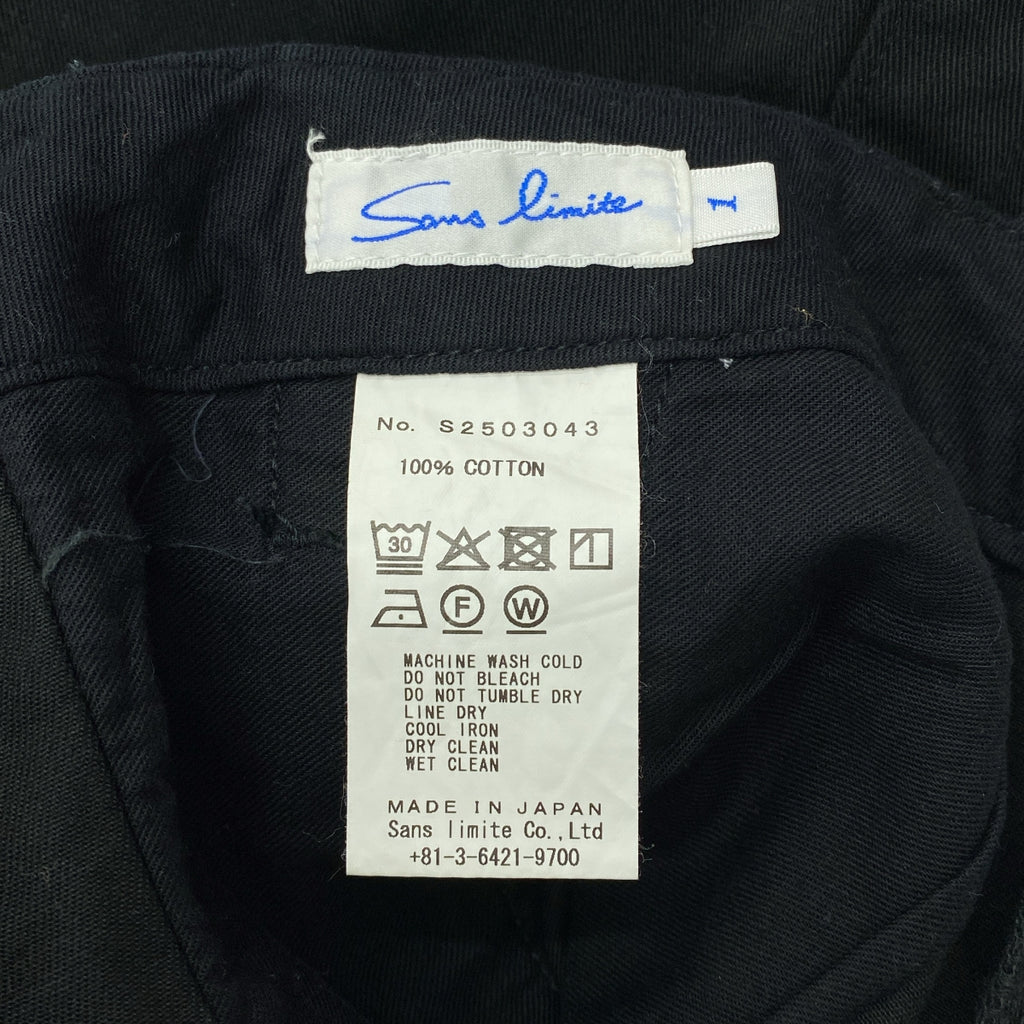 Sans limite
1
No. S2503043
100% COTTON
30
F W
MACHINE WASH COLD
DO NOT BLEACH
DO NOT TUMBLE DRY
LINE DRY
COOL IRON
DRY CLEAN
WET CLEAN
MADE IN JAPAN
Sans limite Co.,Ltd
+81-3-6421-9700